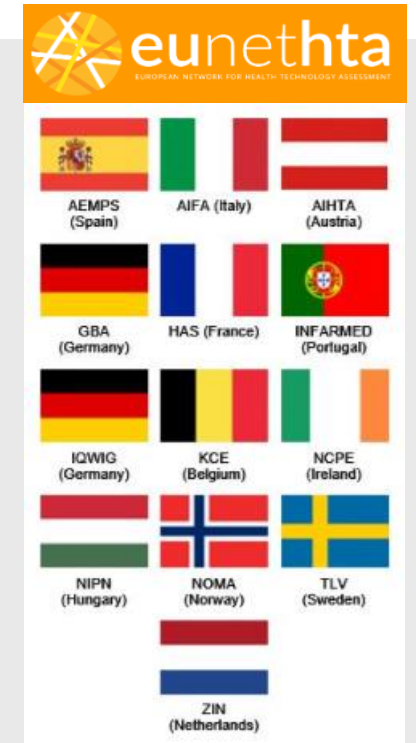 eunethta
EUROPEAN NETWORK FOR HEALTH TECHNOLOGY ASSESSMENT
AEMPS
(Spain)
AIFA (Italy)
AIHTA
(Austria)
GBA
(Germany)
HAS (France)
INFARMED
(Portugal)
IQWIG
(Germany)
KCE
(Belgium)
NCPE
(Ireland)
NIPN
(Hungary)
NOMA
(Norway)
TLV
(Sweden)
ZIN
(Netherlands)